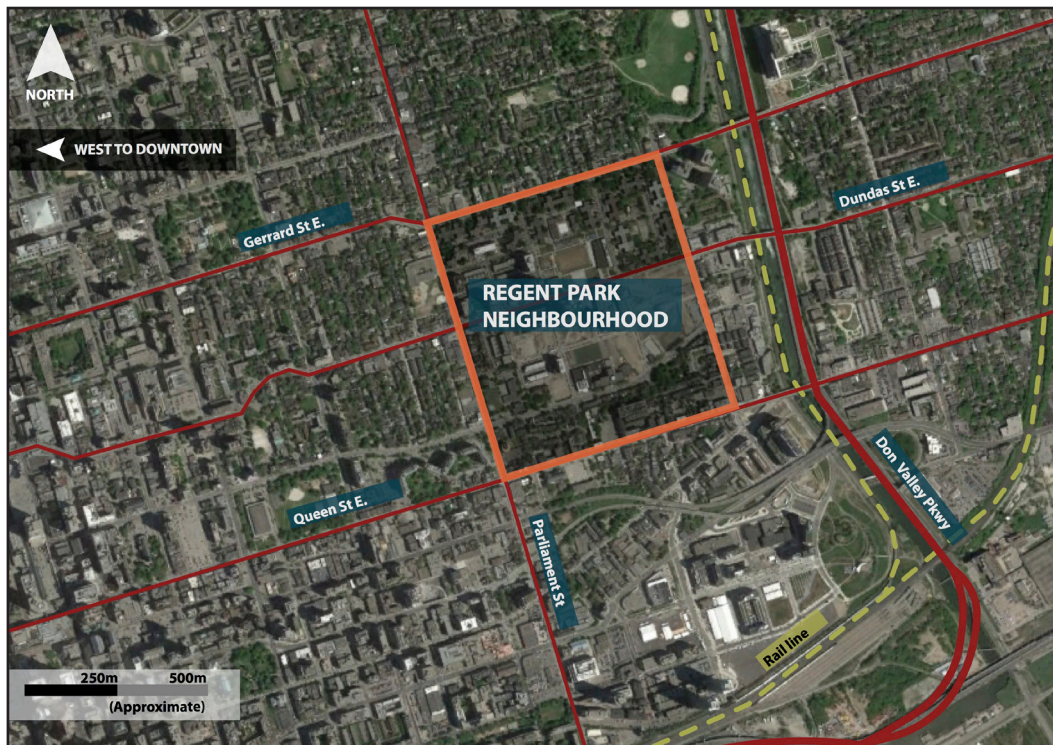 NORTH
WEST TO DOWNTOWN
Gerrard St E.
Dundas St E.
REGENT PARK
NEIGHBOURHOOD
Queen St E.
Parliament St
Don Valley Pkwy
Rail line
250m 500m
(Approximate)